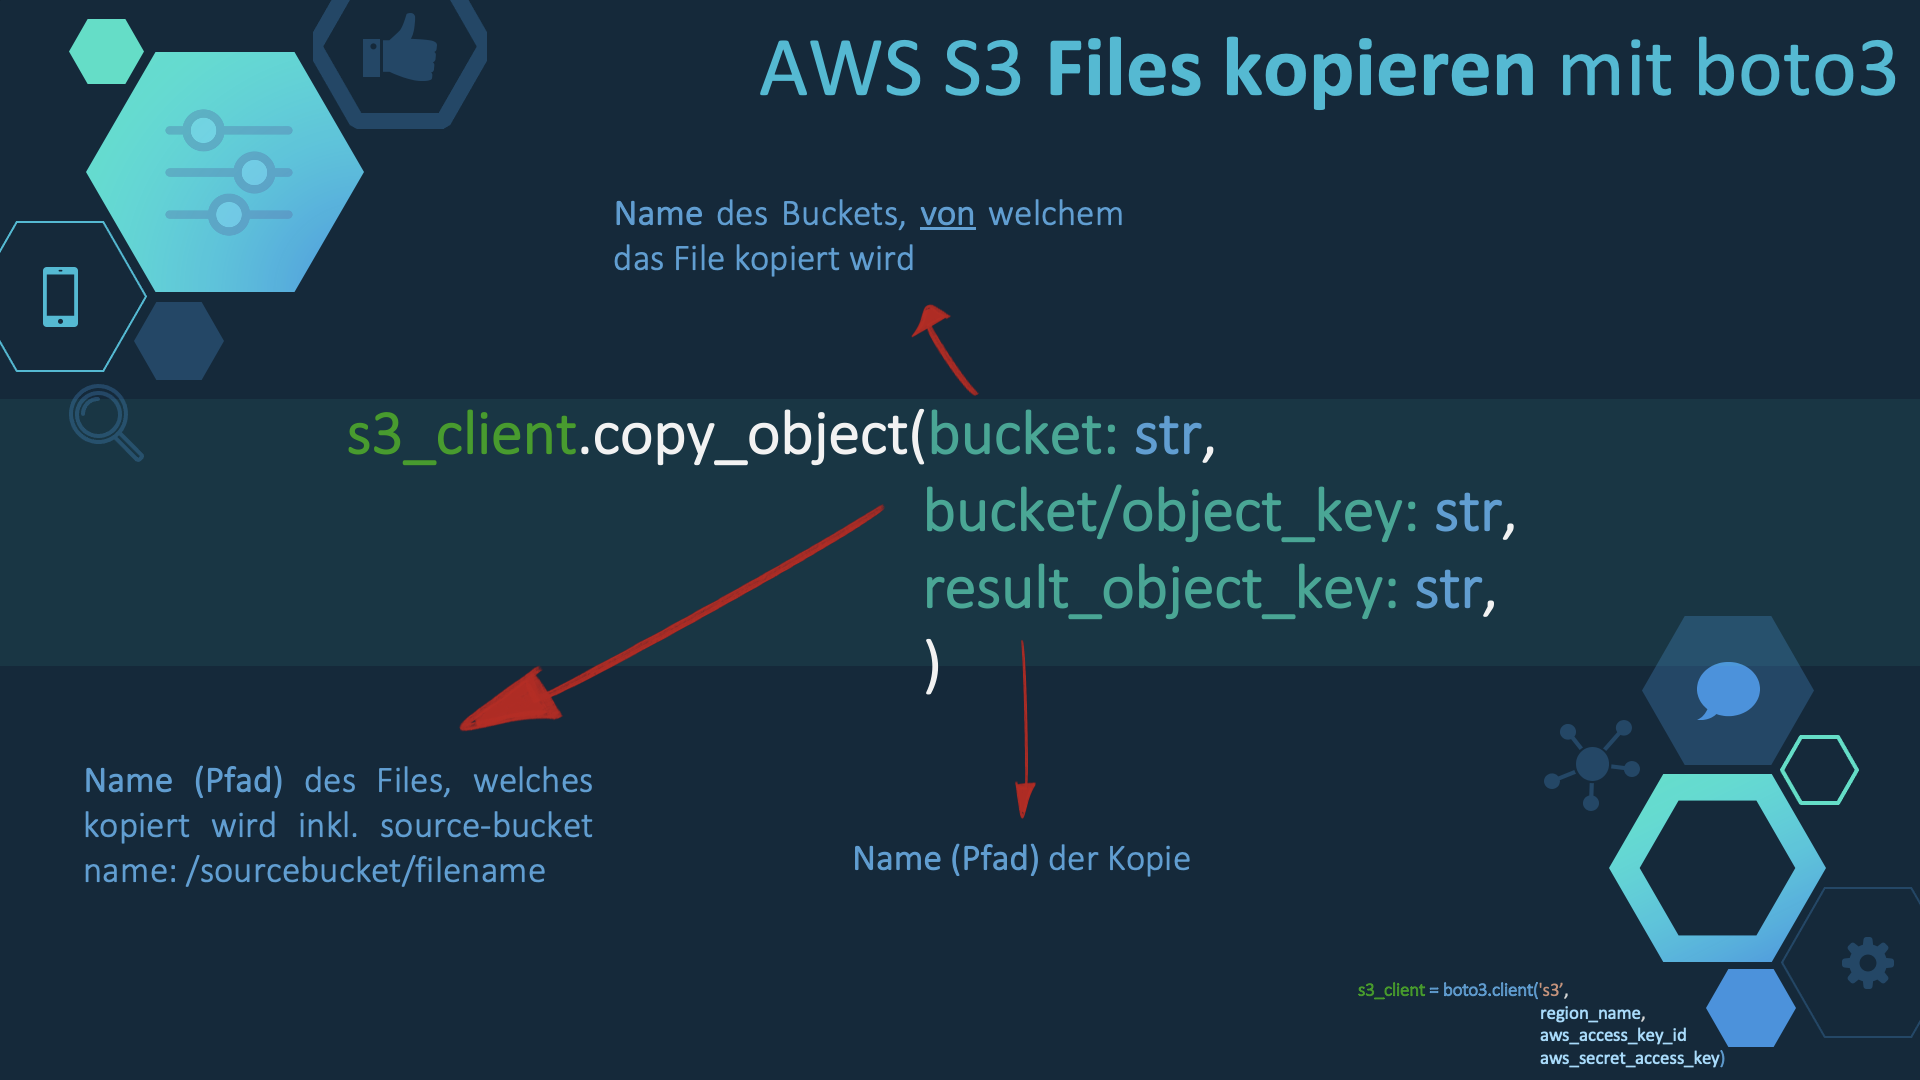 AWS S3 Files kopieren mit boto3
Name des Buckets, von welchem
das File kopiert wird
s3_client.copy_object(bucket: str,
bucket/object_key: str,
result_object_key: str,
)
Name (Pfad) des Files, welches
kopiert wird inkl. source-bucket
name: /sourcebucket/filename
Name (Pfad) der Kopie
s3_client = boto3.client('s3’,
region_name,
aws_access_key_id
aws_secret_access_key)